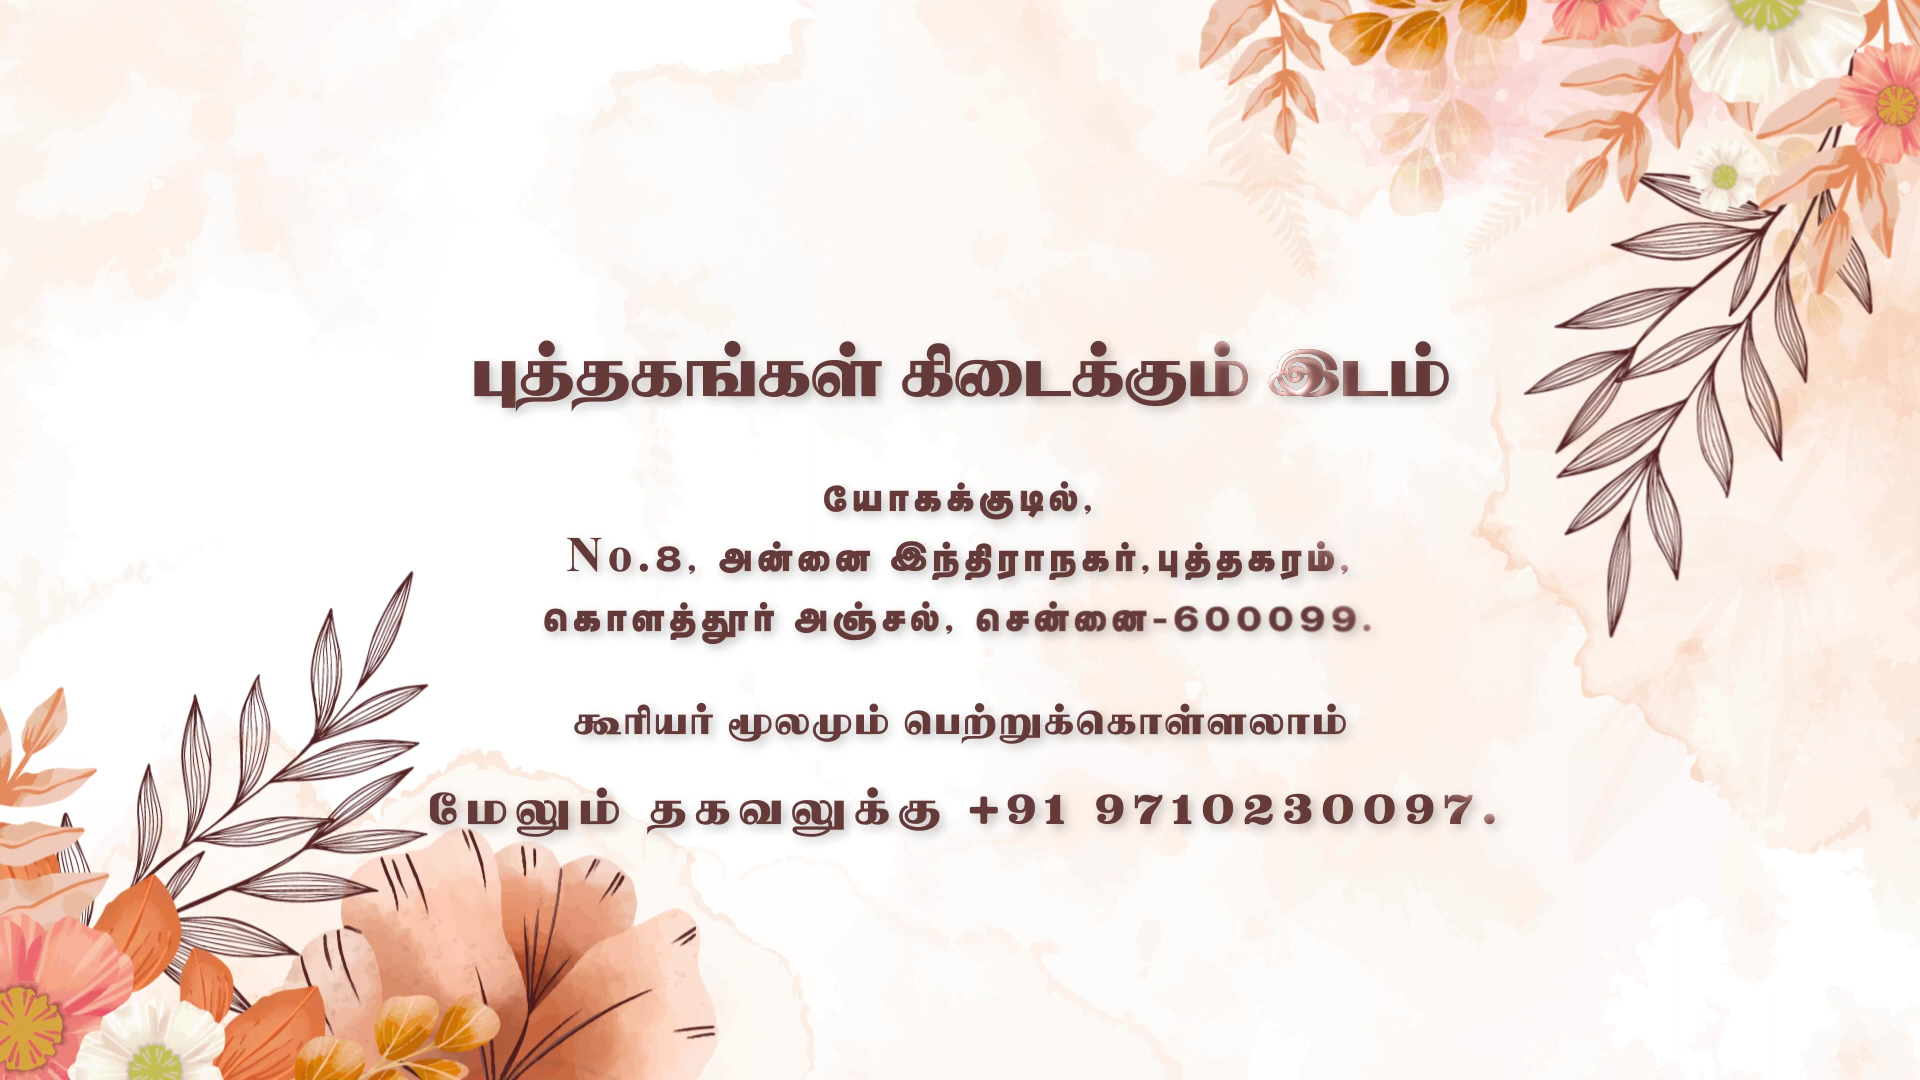 புத்தகங்கள் கிடைக்கும் இடம்
யோகக்குடில்,
No.8, அன்னை இந்திராநகர்,புத்தகரம்,
கொளத்தூர் அஞ்சல், சென்னை-600099.
கூரியர் மூலமும் பெற்றுக்கொள்ளலாம்
மேலும் தகவலுக்கு +91 9710230097.